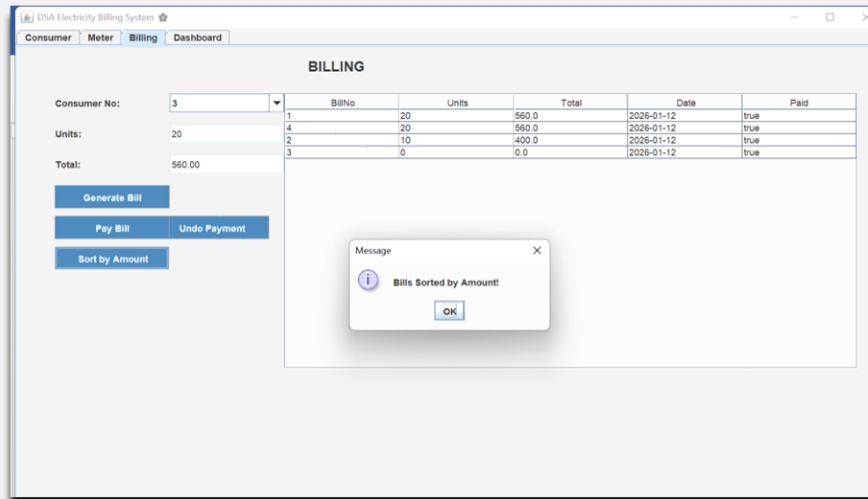 DSA Electricity Billing System
Consumer Meter Billing Dashboard
BILLING
Consumer No: 3
Units: 20
Total: 560.00
Generate Bill
Pay Bill Undo Payment
Sort by Amount
BillNo Units Total Date Paid
1 20 560.0 2026-01-12 true
4 20 560.0 2026-01-12 true
2 10 400.0 2026-01-12 true
3 0 0.0 2026-01-12 true
Message
i
Bills Sorted by Amount!
OK